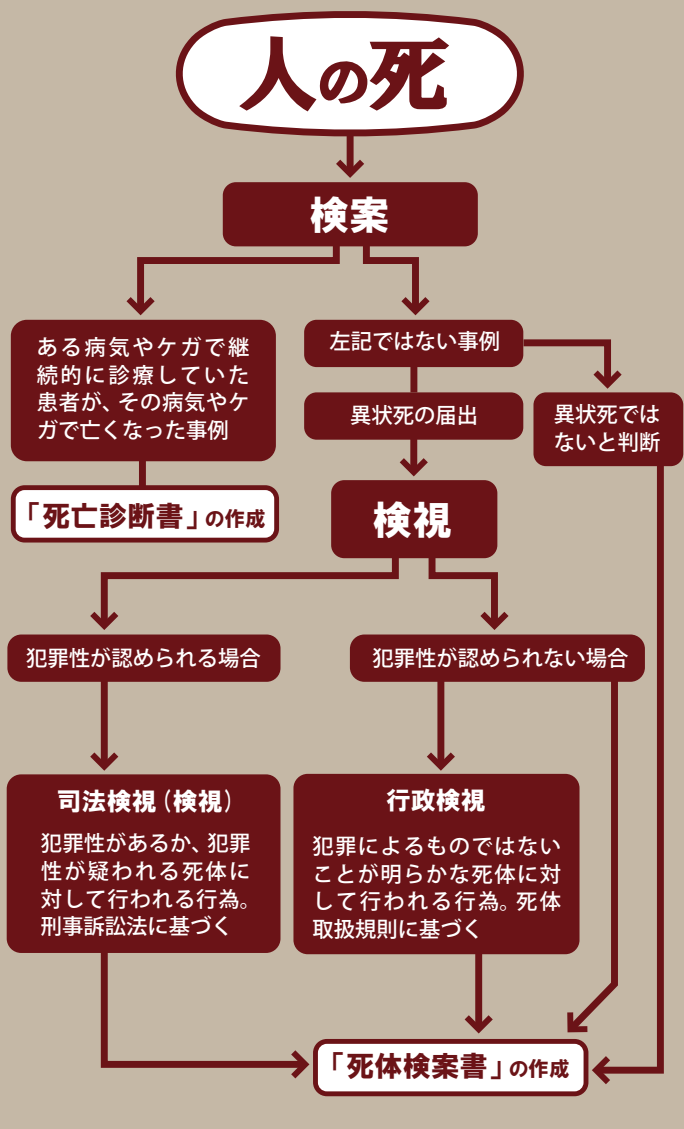 人の死
検案
ある病気やケガで継
続的に診療していた
患者が、その病気やケ
ガで亡くなった事例
「死亡診断書」の作成
左記ではない事例
異状死の届出
異状死では
ないと判断
検視
犯罪性が認められる場合
犯罪性が認められない場合
司法検視（検視）
犯罪性があるか、犯罪
性が疑われる死体に
対して行われる行為。
刑事訴訟法に基づく
行政検視
犯罪によるものではない
ことが明らかな死体に対
して行われる行為。死体
取扱規則に基づく
「死体検案書」の作成